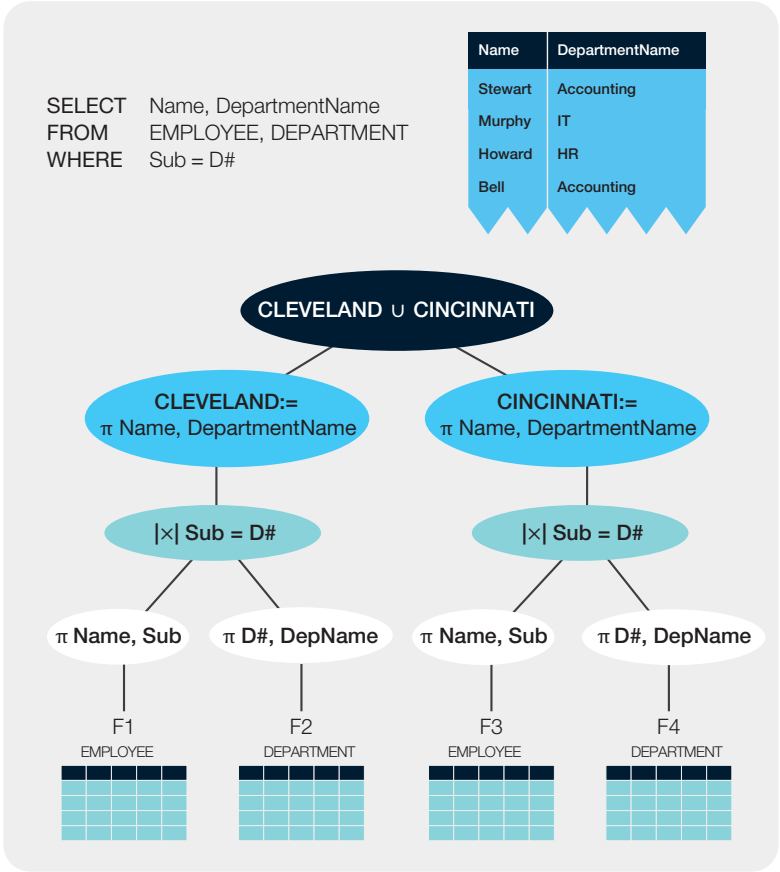 SELECT Name, DepartmentName
FROM EMPLOYEE, DEPARTMENT
WHERE Sub = D#
Name DepartmentName
Stewart Accounting
Murphy IT
Howard HR
Bell Accounting
CLEVELAND ∪ CINCINNATI
CLEVELAND:=
π Name, DepartmentName
CINCINNATI:=
π Name, DepartmentName
|×| Sub = D#
|×| Sub = D#
π Name, Sub
π D#, DepName
π Name, Sub
π D#, DepName
F1
EMPLOYEE
F2
DEPARTMENT
F3
EMPLOYEE
F4
DEPARTMENT